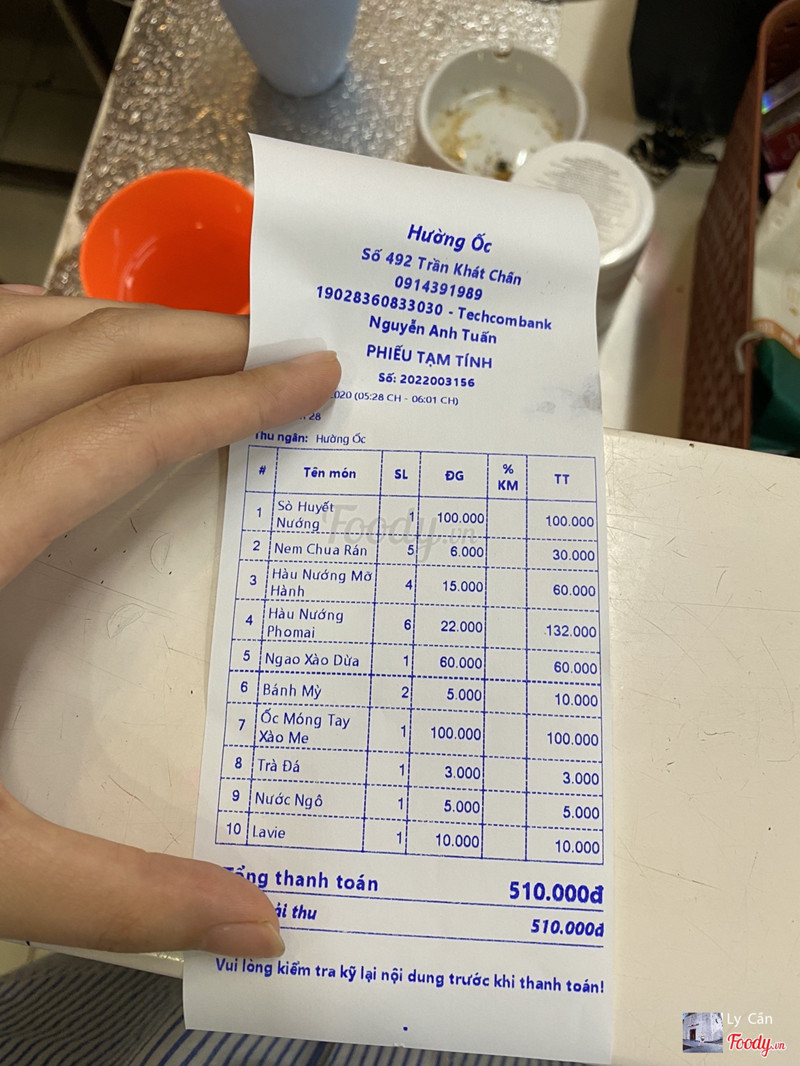 Hường Ốc
Số 492 Trần Khát Chân
0914391989
19028360833030 - Techcombank
Nguyễn Anh Tuấn
PHIẾU TẠM TÍNH
Số: 2022003156
020 (05:28 CH - 06:01 CH)
28
Thu ngân: Hường Ốc
# Tên món SL ĐG % KM TT
1 Sò Huyết Nướng 1 100.000 100.000
2 Nem Chua Rán 5 6.000 30.000
3 Hàu Nướng Mỡ Hành 4 15.000 60.000
4 Hàu Nướng Phomai 6 22.000 132.000
5 Ngao Xào Dừa 1 60.000 60.000
6 Bánh Mỳ 2 5.000 10.000
7 Ốc Móng Tay Xào Me 1 100.000 100.000
8 Trà Đá 1 3.000 3.000
9 Nước Ngô 1 5.000 5.000
10 Lavie 1 10.000 10.000
Tổng thanh toán 510.000đ
thu 510.000đ
Vui lòng kiểm tra kỹ lại nội dung trước khi thanh toán!
Foody.vn
Ly Cắn
Foody.vn